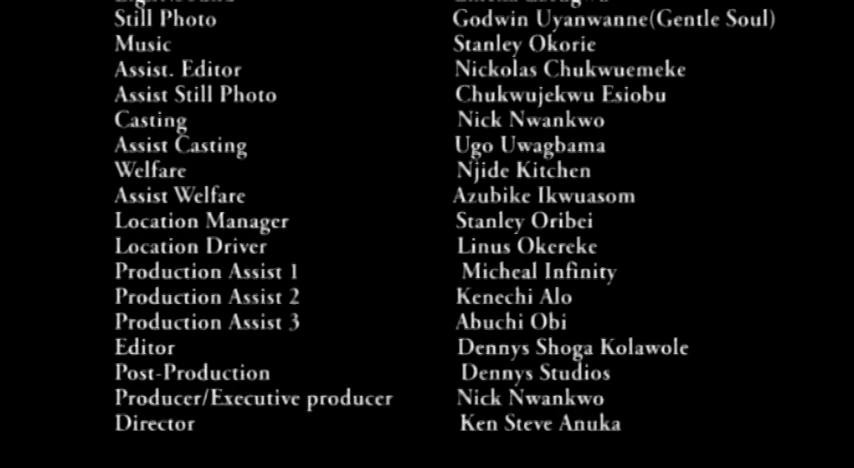 Still Photo Godwin Uyanwanne(Gentle Soul)
Music Stanley Okorie
Assist. Editor Nickolas Chukwuemeke
Assist Still Photo Chukwujekwu Esiobu
Casting Nick Nwankwo
Assist Casting Ugo Uwagbama
Welfare Njide Kitchen
Assist Welfare Azubike Ikwuasom
Location Manager Stanley Oribei
Location Driver Linus Okereke
Production Assist 1 Micheal Infinity
Production Assist 2 Kenechi Alo
Production Assist 3 Abuchi Obi
Editor Dennys Shoga Kolawole
Post-Production Dennys Studios
Producer/Executive producer Nick Nwankwo
Director Ken Steve Anuka